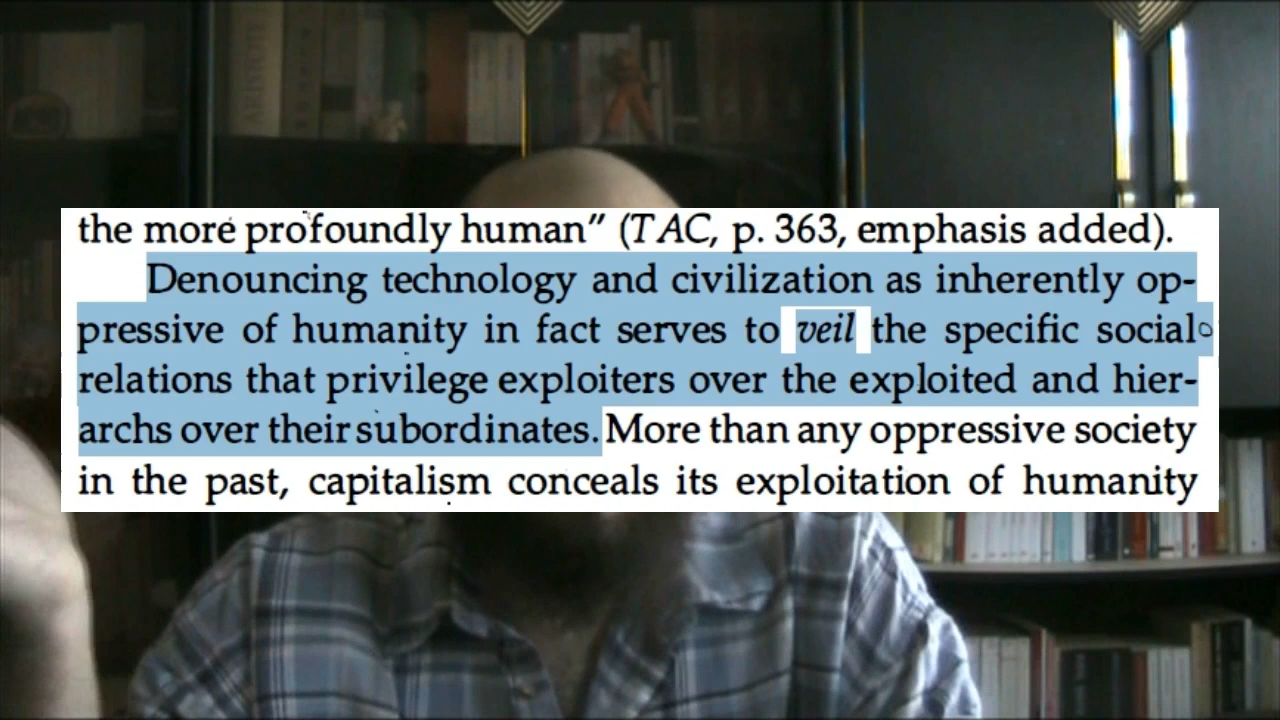 the more profoundly human” (TAC, p. 363, emphasis added).
Denouncing technology and civilization as inherently op-
pressive of humanity in fact serves to veil the specific social
relations that privilege exploiters over the exploited and hier-
archs over their subordinates. More than any oppressive society
in the past, capitalism conceals its exploitation of humanity